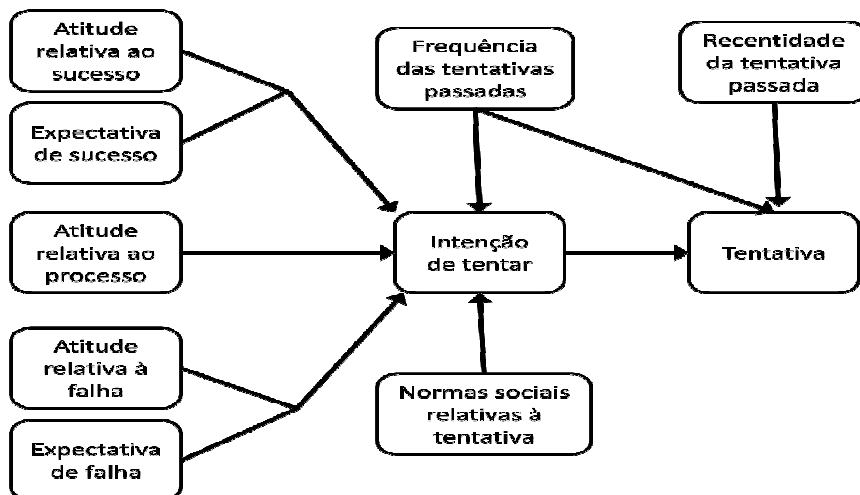 Atitude
relativa ao
sucesso
Expectativa
de sucesso
Atitude
relativa ao
processo
Atitude
relativa à
falha
Expectativa
de falha
Frequência
das tentativas
passadas
Intenção
de tentar
Normas sociais
relativas à
tentativa
Recentidade
da tentativa
passada
Tentativa